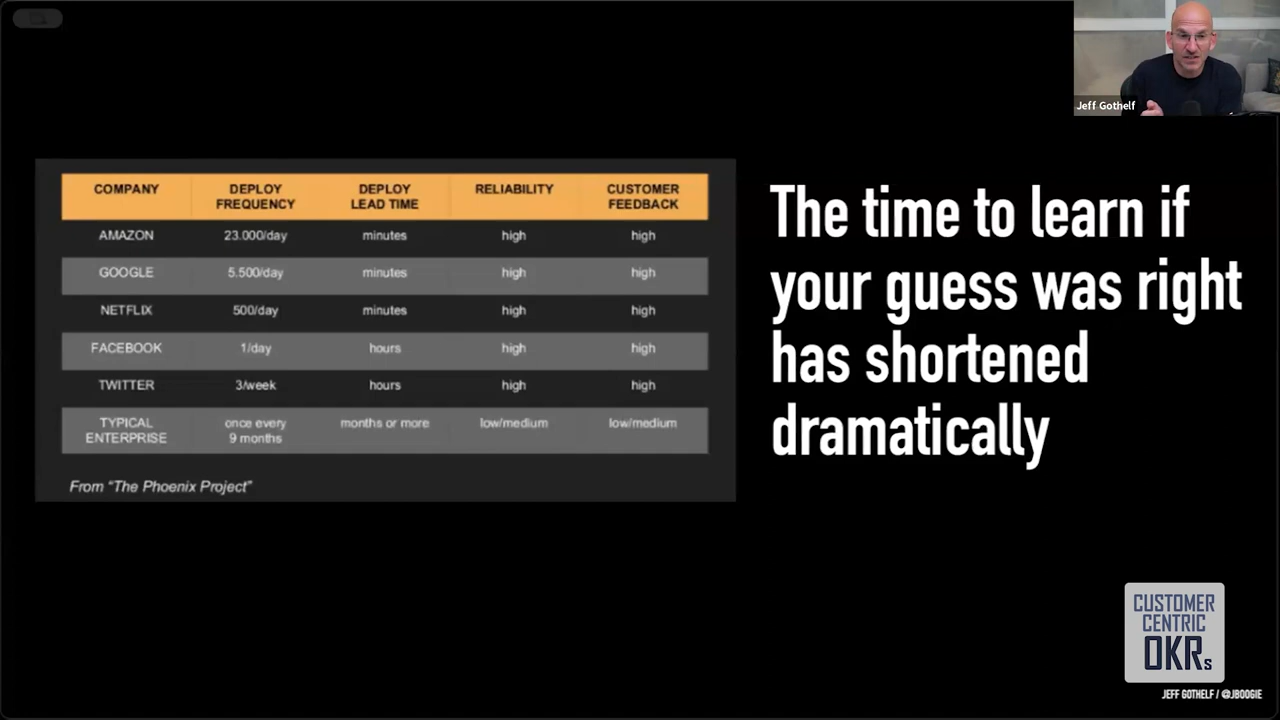 Jeff Gothelf
COMPANY DEPLOY FREQUENCY DEPLOY LEAD TIME RELIABILITY CUSTOMER FEEDBACK
AMAZON 23.000/day minutes high high
GOOGLE 5.500/day minutes high high
NETFLIX 500/day minutes high high
FACEBOOK 1/day hours high high
TWITTER 3/week hours high high
TYPICAL ENTERPRISE once every 9 months months or more low/medium low/medium
From “The Phoenix Project”
The time to learn if
your guess was right
has shortened
dramatically
CUSTOMER
CENTRIC
OKRs
JEFF GOTHELF / @JBOOGIE